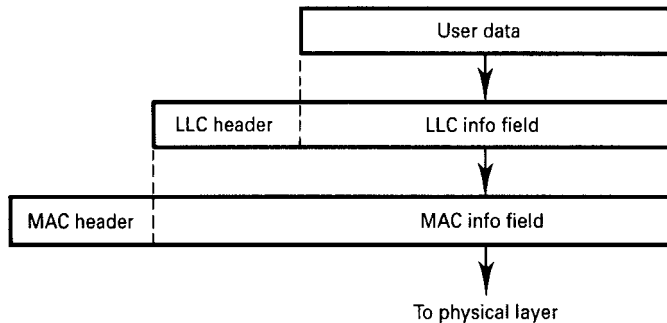 User data
LLC header
LLC info field
MAC header
MAC info field
To physical layer